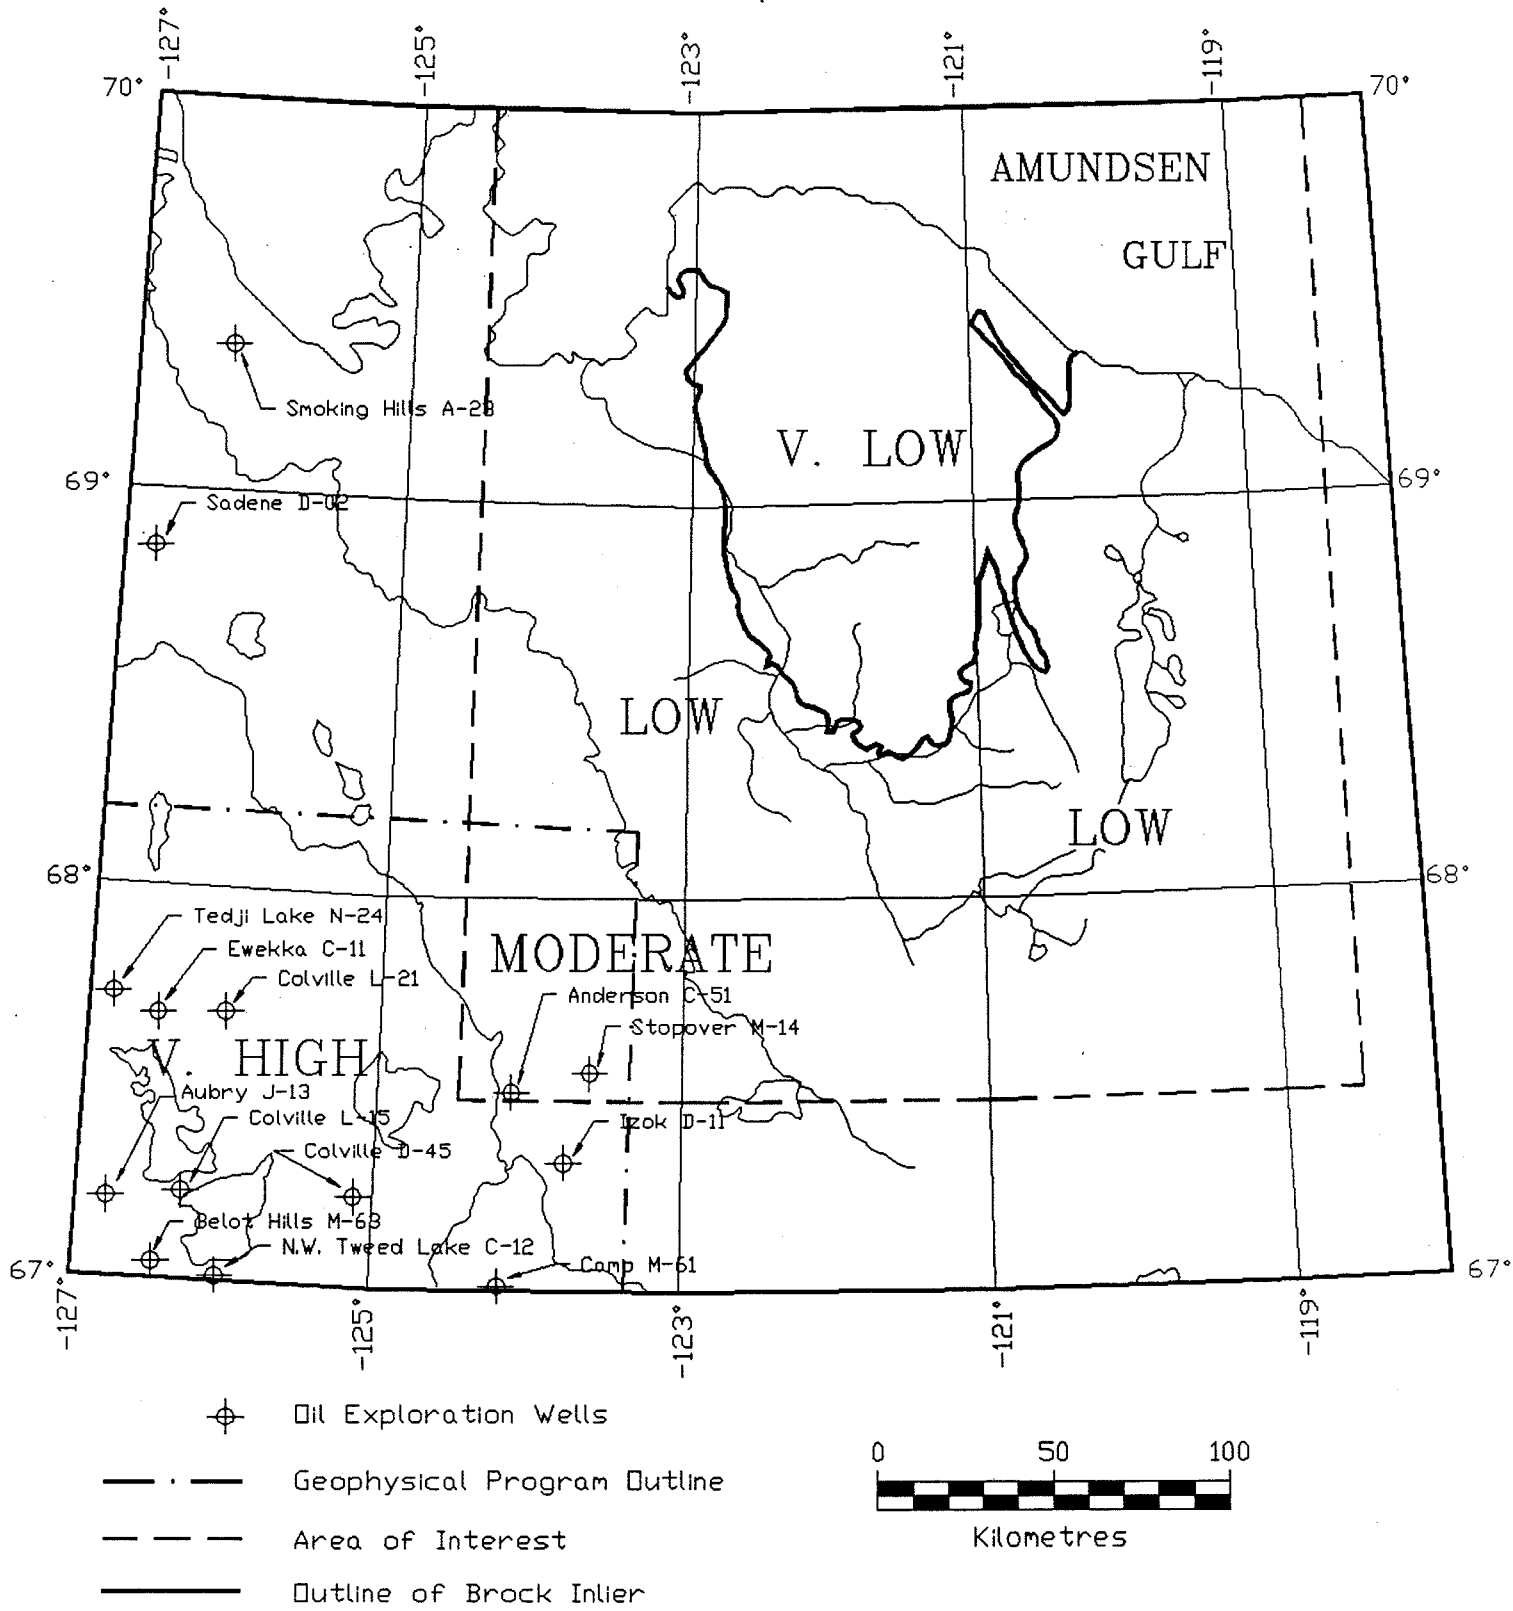 -127°
-125°
-123°
-121°
-119°
70°
70°
AMUNDSEN
GULF
Smoking Hills A-23
V. LOW
69°
69°
Sadene D-02
LOW
LOW
68°
68°
Tedji Lake N-24
Ewekka C-11
Colville L-21
MODERATE
Anderson C-51
Stopover M-14
V. HIGH
Aubry J-13
Colville L-15
Izok D-11
Colville D-45
Belot Hills M-63
N.W. Tweed Lake C-12
Camp M-61
67°
67°
-127°
-125°
-123°
-121°
-119°
Oil Exploration Wells
Geophysical Program Outline
Area of Interest
Outline of Brock Inlier
0 50 100
Kilometres